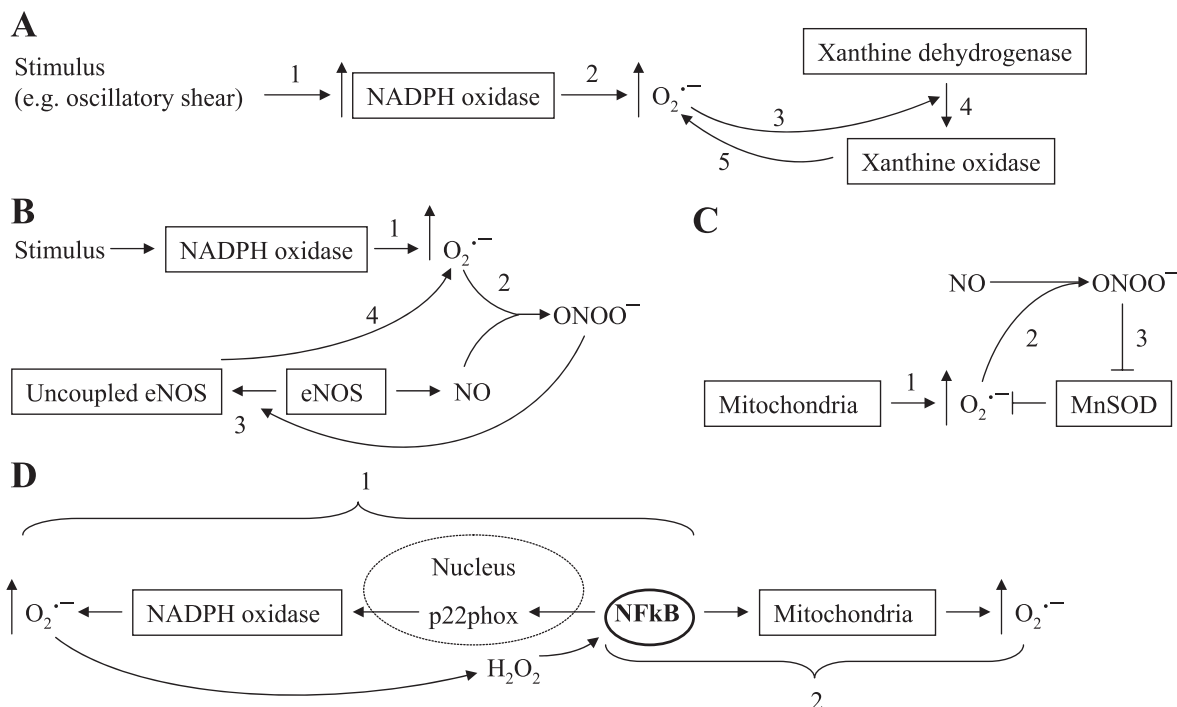 A
Stimulus
(e.g. oscillatory shear)
1
NADPH oxidase
2
O₂·−
3
Xanthine dehydrogenase
4
5
Xanthine oxidase
B
Stimulus
NADPH oxidase
1
O₂·−
2
ONOO−
4
Uncoupled eNOS
eNOS
NO
3
C
NO
ONOO−
2
3
Mitochondria
1
O₂·−
MnSOD
D
1
O₂·−
NADPH oxidase
Nucleus
p22phox
NFkB
Mitochondria
O₂·−
H₂O₂
2